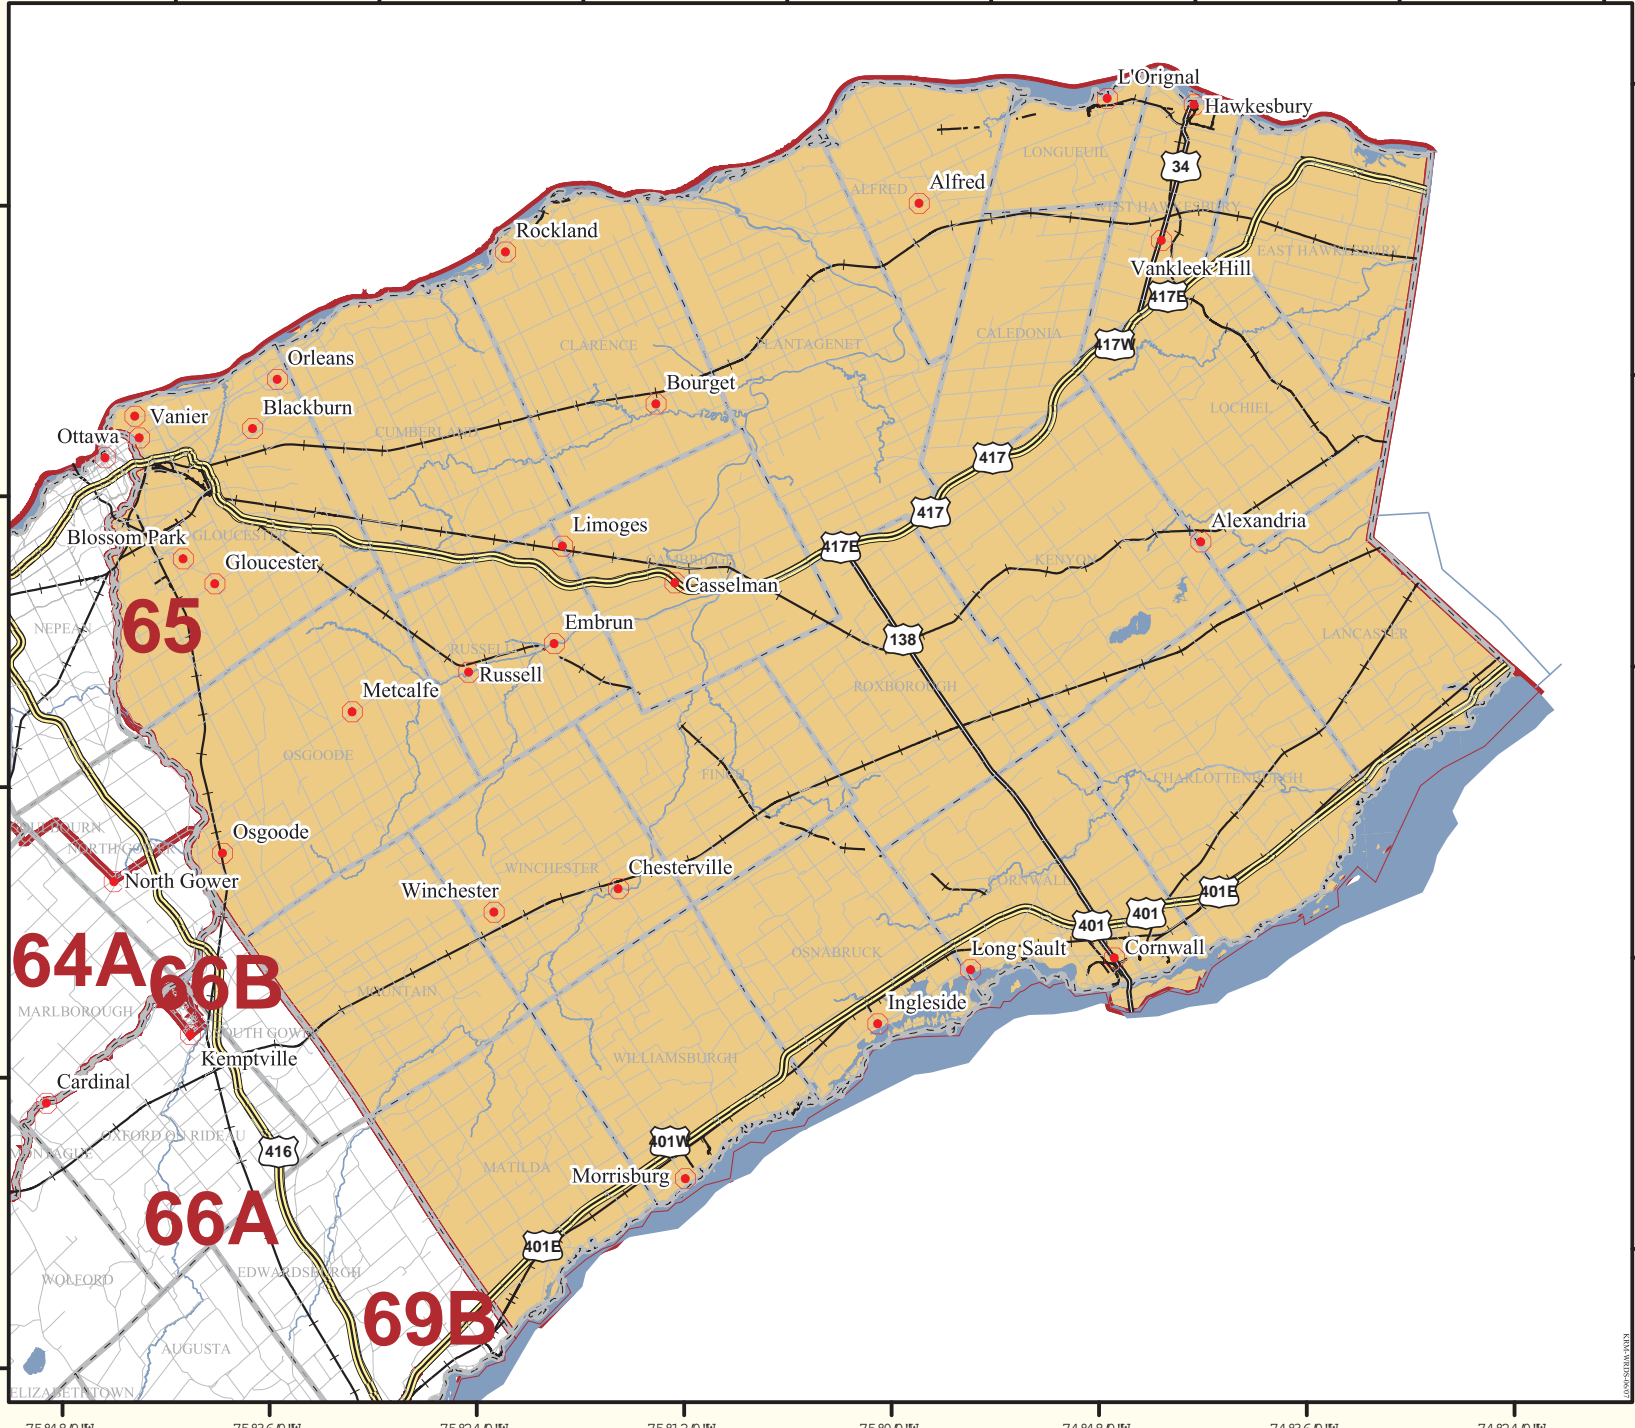 L'Orignal
Hawkesbury
LONGUEUIL
34
ALFRED
Alfred
WEST HAWKESBURY
Rockland
EAST HAWKESBURY
Vankleek Hill
417E
CALEDONIA
417W
CLARENCE
PLANTAGENET
Orleans
Bourget
Blackburn
LOCHIEL
Vanier
CUMBERLAND
Ottawa
417
417
Limoges
Alexandria
Blossom Park
GLOUCESTER
417E
Gloucester
CAMBRIDGE
KENYON
Casselman
65
NEPEAN
Embrun
138
LANCASTER
RUSSELL
Russell
Metcalfe
ROXBOROUGH
OSGOODE
FINCH
CHARLOTTENBURGH
Osgoode
NORTH GOWER
North Gower
WINCHESTER
Chesterville
Winchester
CORNWALL
401E
401
401
Long Sault
Cornwall
OSNABRUCK
64A
66B
MOUNTAIN
Ingleside
MARLBOROUGH
SOUTH GOWER
Kemptville
WILLIAMSBURGH
Cardinal
OXFORD ON RIDEAU
401W
416
MONTAGUE
MATILDA
Morrisburg
66A
401E
EDWARDSBURGH
WOLFORD
69B
AUGUSTA
ELIZABETHTOWN